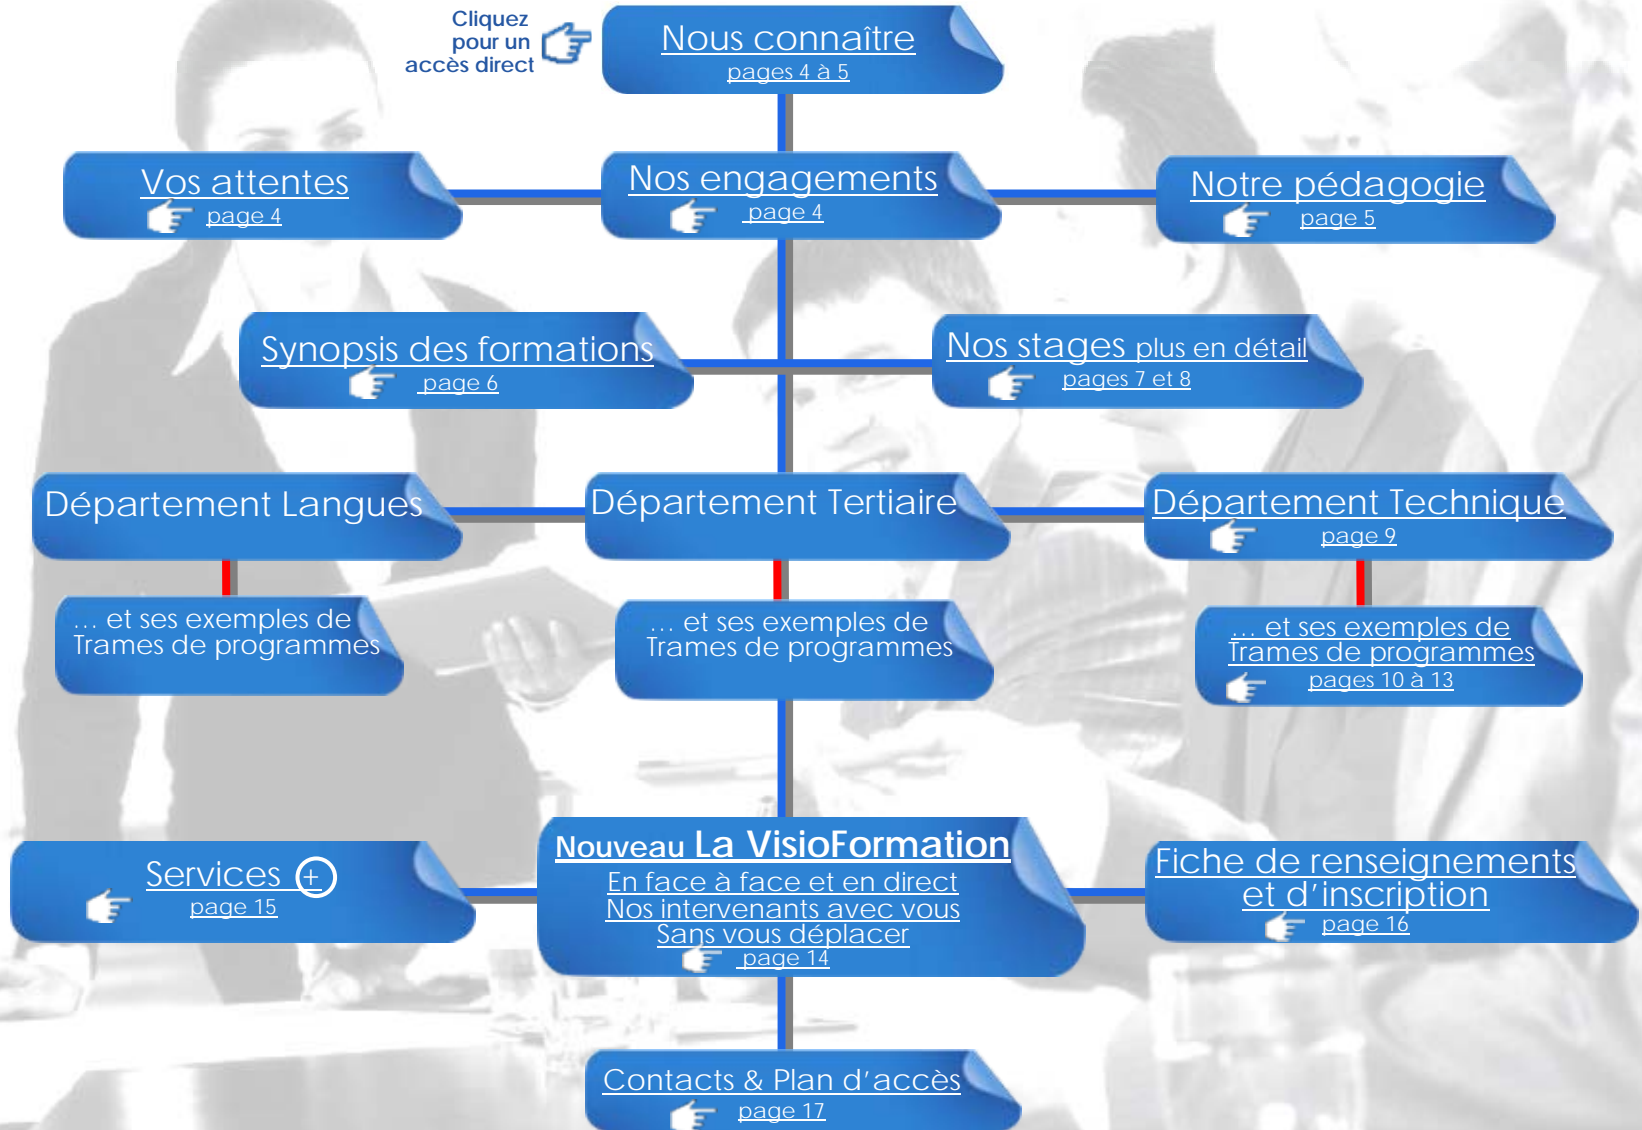 Cliquez
pour un
accès direct
Nous connaître
pages 4 à 5
Vos attentes
page 4
Nos engagements
page 4
Notre pédagogie
page 5
Synopsis des formations
page 6
Nos stages plus en détail
pages 7 et 8
Département Langues
Département Tertiaire
Département Technique
page 9
… et ses exemples de
Trames de programmes
… et ses exemples de
Trames de programmes
… et ses exemples de
Trames de programmes
pages 10 à 13
Services +
page 15
Nouveau La VisioFormation
En face à face et en direct
Nos intervenants avec vous
Sans vous déplacer
page 14
Fiche de renseignements
et d’inscription
page 16
Contacts & Plan d’accès
page 17